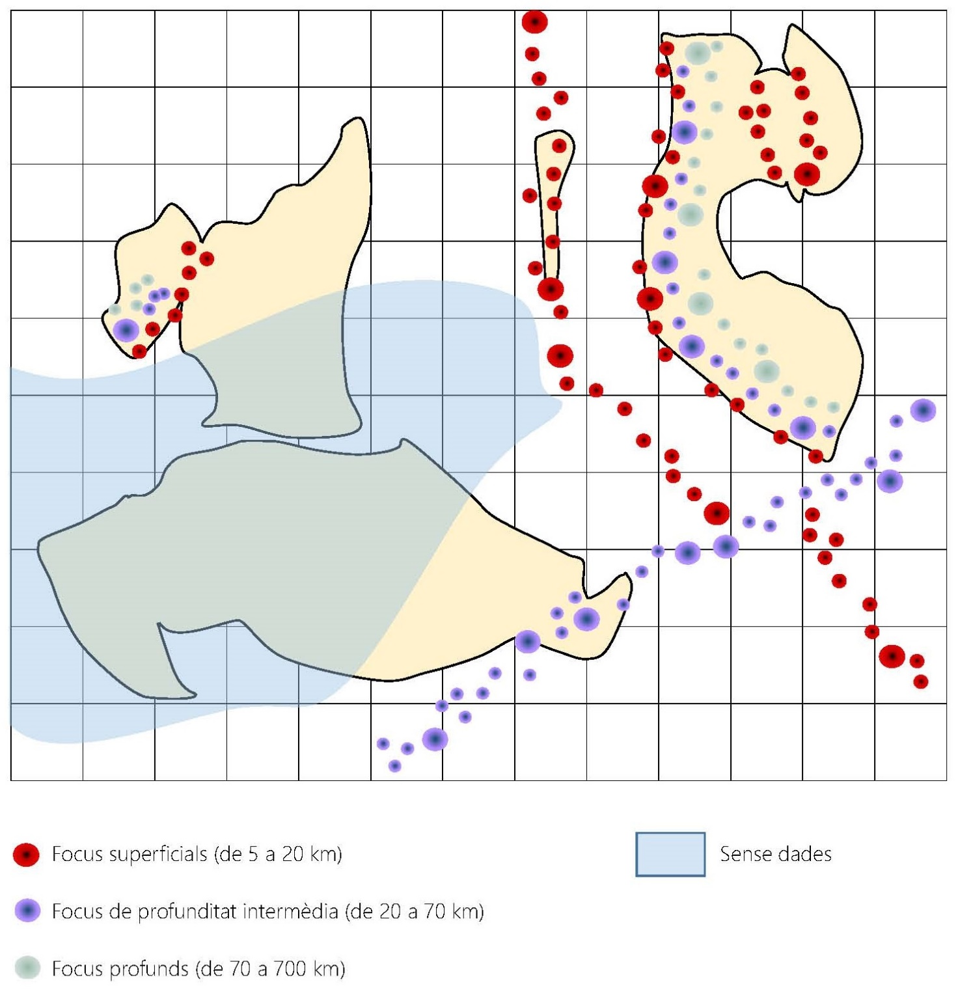 Focus superficials (de 5 a 20 km)
Sense dades
Focus de profunditat intermèdia (de 20 a 70 km)
Focus profunds (de 70 a 700 km)